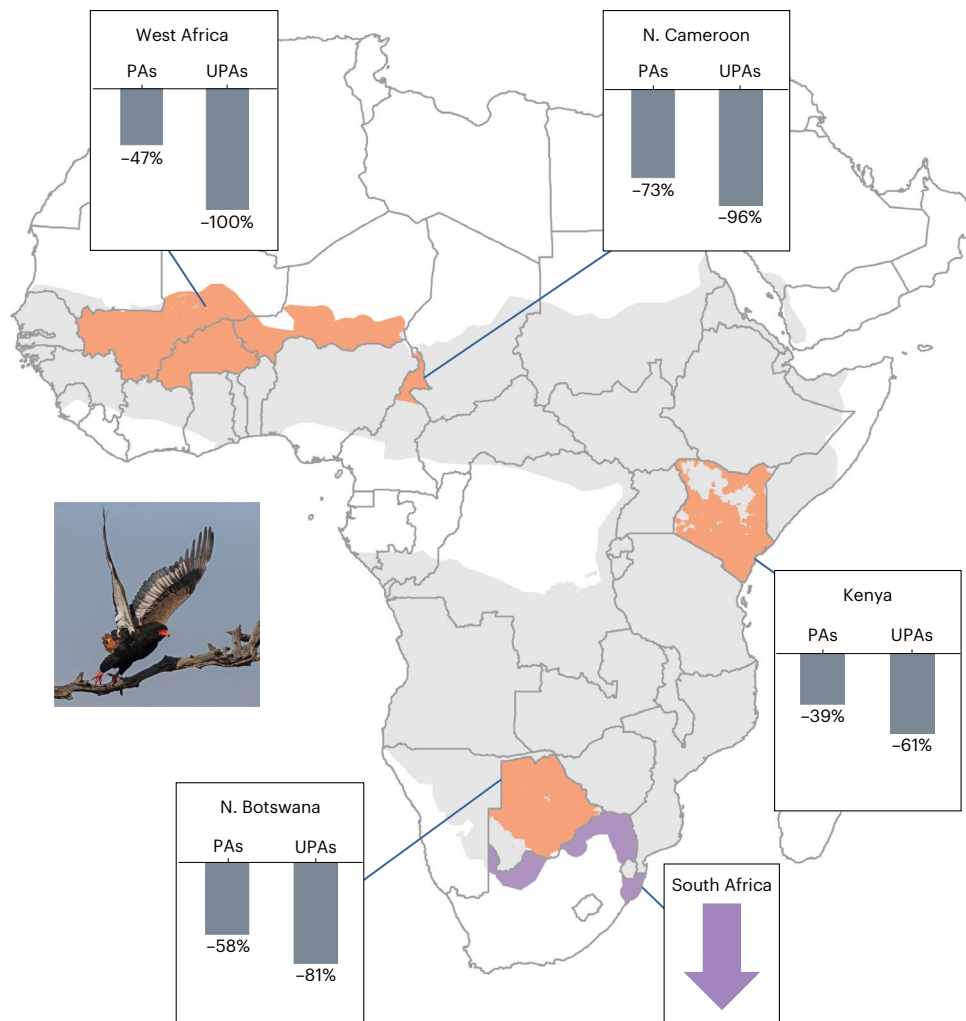 West Africa
PAs UPAs
–47%
–100%
N. Cameroon
PAs UPAs
–73%
–96%
Kenya
PAs UPAs
–39%
–61%
N. Botswana
PAs UPAs
–58%
–81%
South Africa